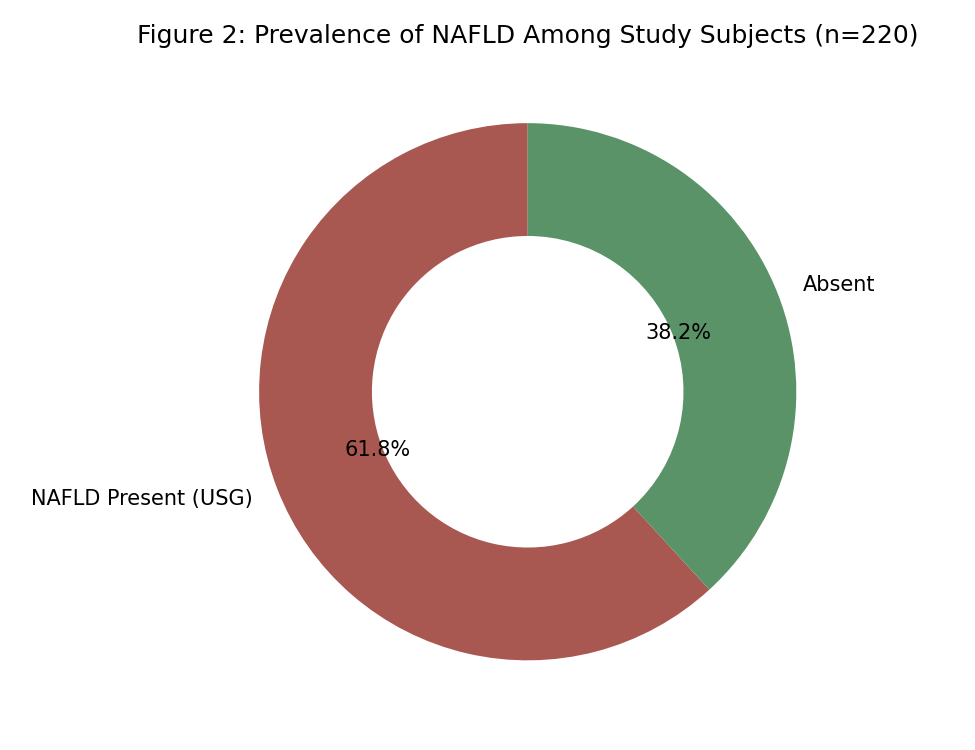 Figure 2: Prevalence of NAFLD Among Study Subjects (n=220)
Absent
38.2%
61.8%
NAFLD Present (USG)